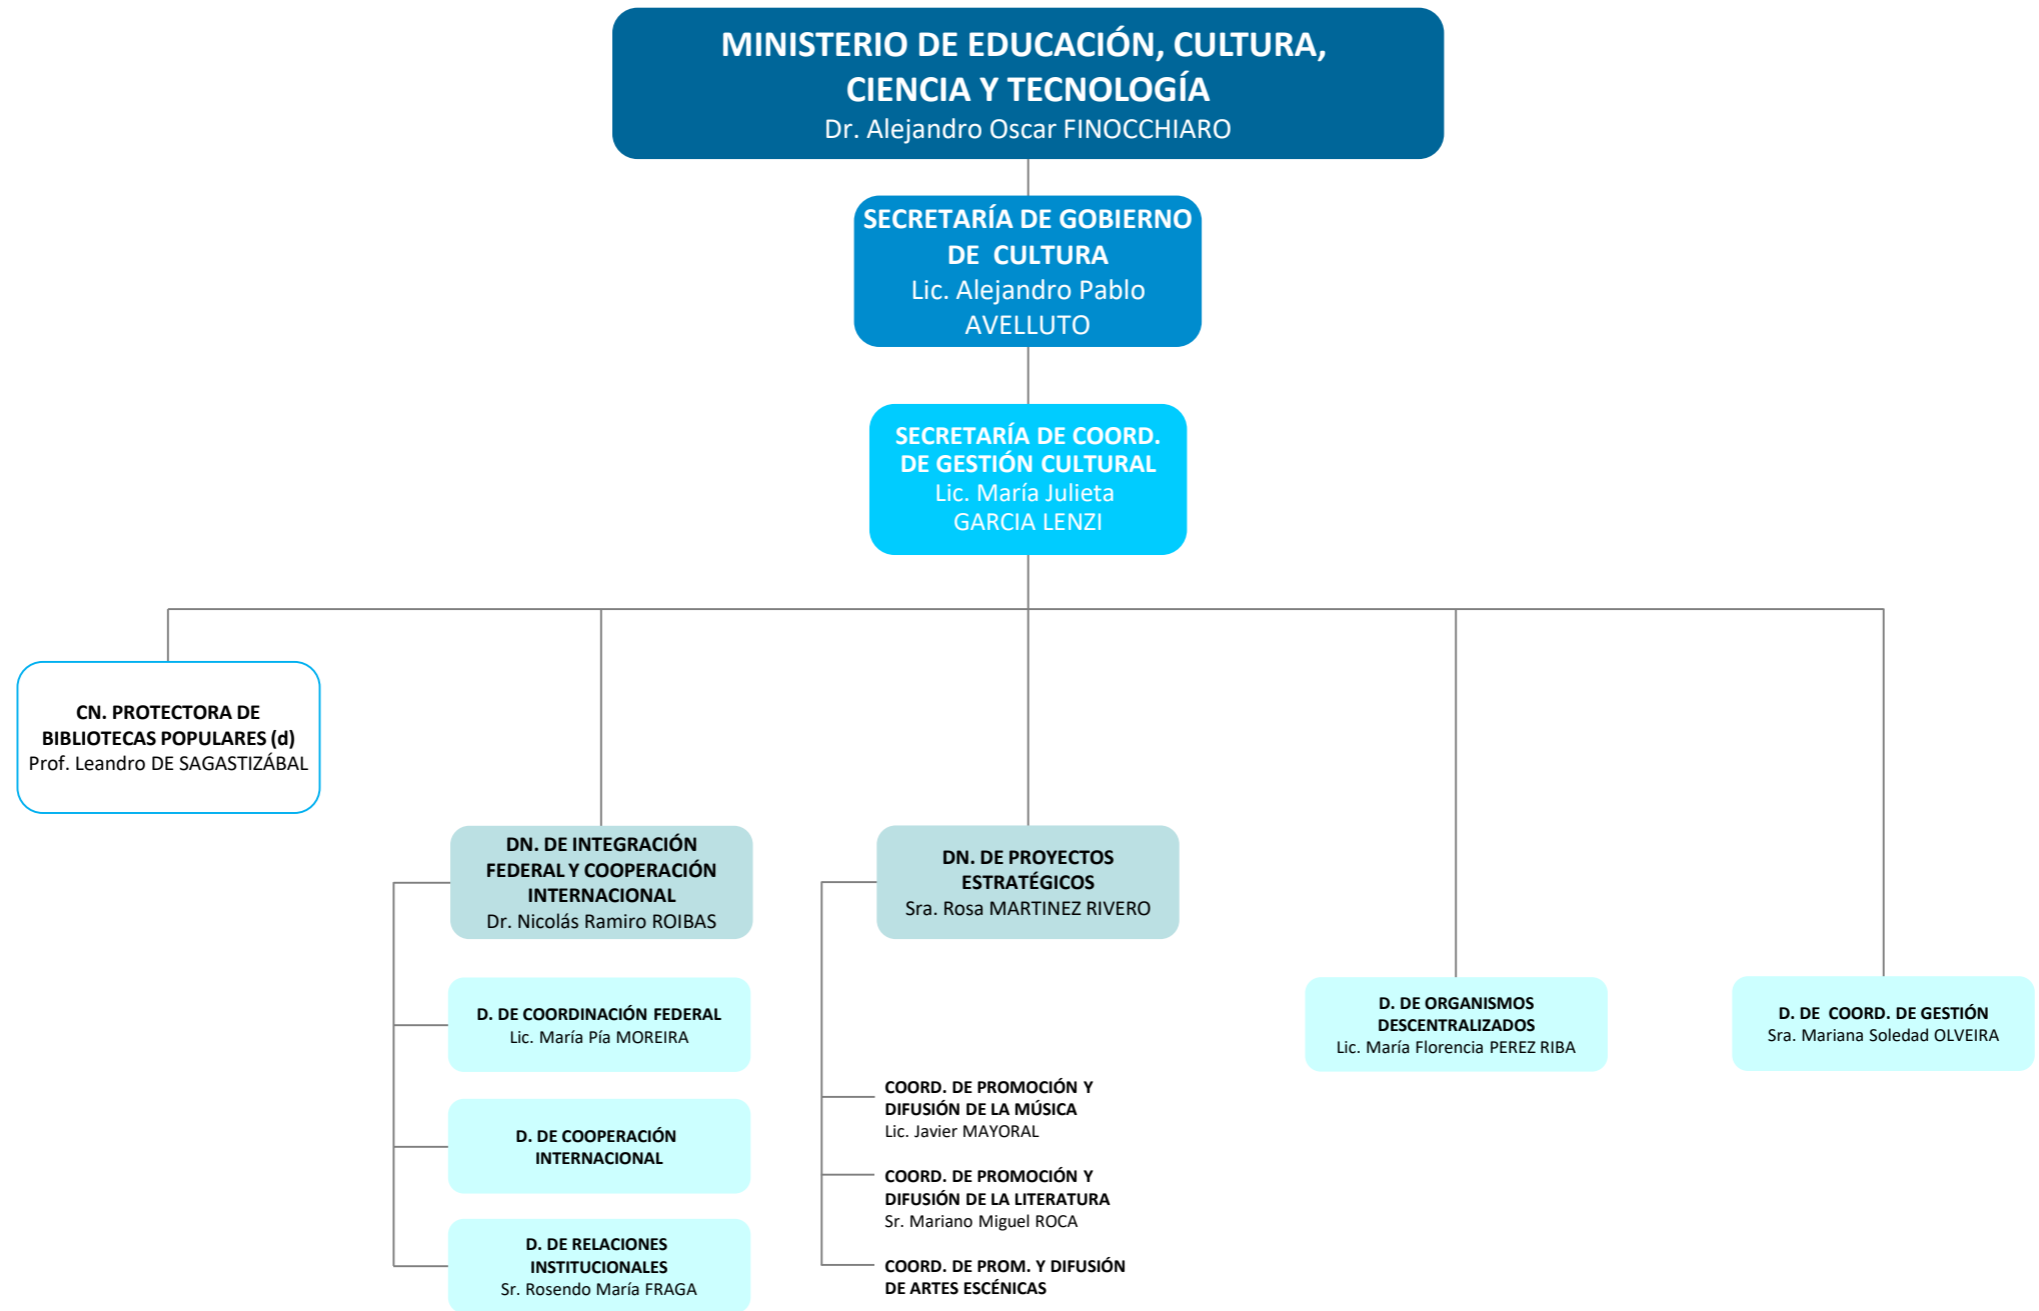 MINISTERIO DE EDUCACIÓN, CULTURA,
CIENCIA Y TECNOLOGÍA
Dr. Alejandro Oscar FINOCCHIARO
SECRETARÍA DE GOBIERNO
DE CULTURA
Lic. Alejandro Pablo
AVELLUTO
SECRETARÍA DE COORD.
DE GESTIÓN CULTURAL
Lic. María Julieta
GARCIA LENZI
CN. PROTECTORA DE
BIBLIOTECAS POPULARES (d)
Prof. Leandro DE SAGASTIZÁBAL
DN. DE INTEGRACIÓN
FEDERAL Y COOPERACIÓN
INTERNACIONAL
Dr. Nicolás Ramiro ROIBAS
D. DE COORDINACIÓN FEDERAL
Lic. María Pía MOREIRA
D. DE COOPERACIÓN
INTERNACIONAL
D. DE RELACIONES
INSTITUCIONALES
Sr. Rosendo María FRAGA
DN. DE PROYECTOS
ESTRATÉGICOS
Sra. Rosa MARTINEZ RIVERO
COORD. DE PROMOCIÓN Y
DIFUSIÓN DE LA MÚSICA
Lic. Javier MAYORAL
COORD. DE PROMOCIÓN Y
DIFUSIÓN DE LA LITERATURA
Sr. Mariano Miguel ROCA
COORD. DE PROM. Y DIFUSIÓN
DE ARTES ESCÉNICAS
D. DE ORGANISMOS
DESCENTRALIZADOS
Lic. María Florencia PEREZ RIBA
D. DE COORD. DE GESTIÓN
Sra. Mariana Soledad OLVEIRA